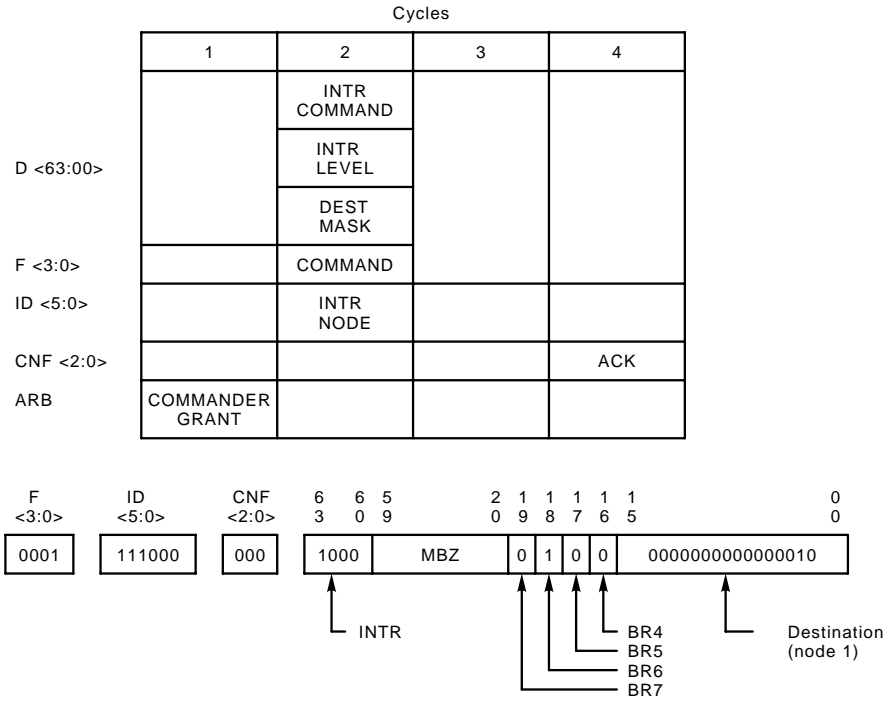 Cycles
1 2 3 4
INTR
COMMAND
D <63:00>
INTR
LEVEL
DEST
MASK
F <3:0> COMMAND
ID <5:0> INTR
NODE
CNF <2:0> ACK
ARB COMMANDER
GRANT
F ID CNF 6 6 5 2 1 1 1 1 1 0
<3:0> <5:0> <2:0> 3 0 9 0 9 8 7 6 5 0
0001 111000 000 1000 MBZ 0 1 0 0 0000000000000010
INTR BR4 Destination
BR5 (node 1)
BR6
BR7